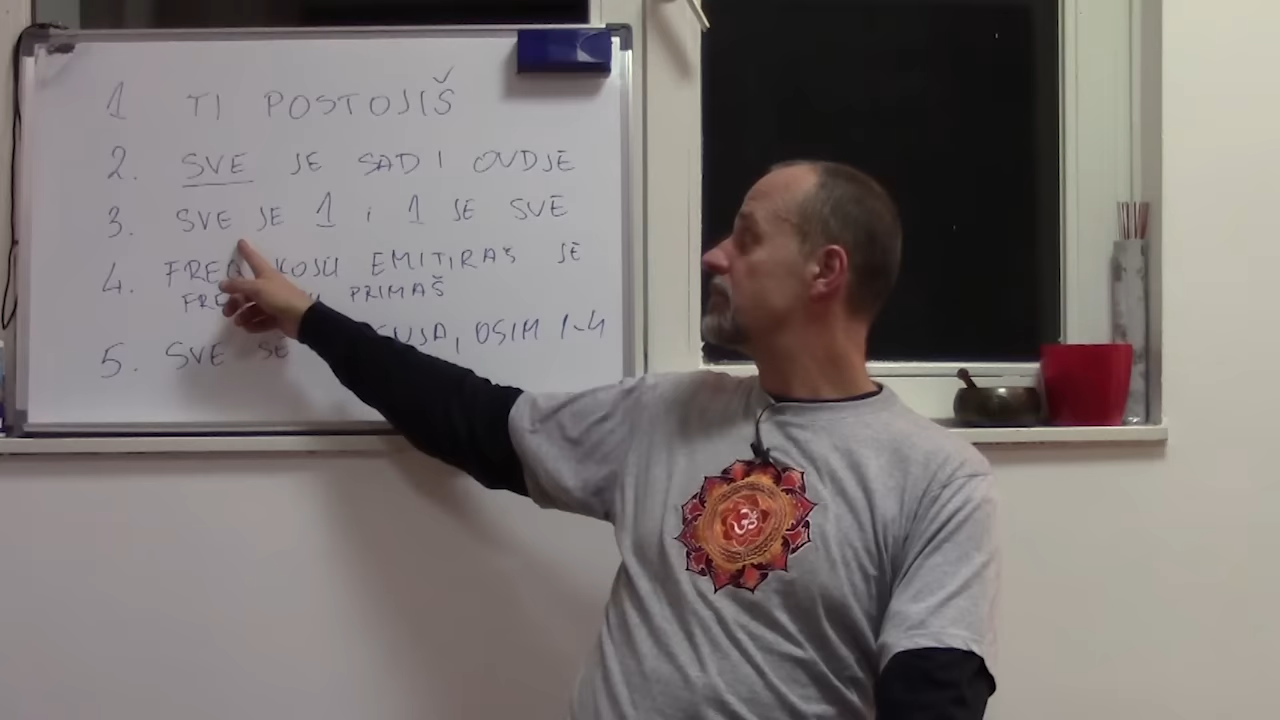 1 TI POSTOJIŠ
2. SVE JE SAD I OVDJE
3. SVE JE 1 i 1 JE SVE
4. KOJU EMITIRAŠ JE
PRIMAŠ
5. SVE SE , OSIM 1-4
ॐ